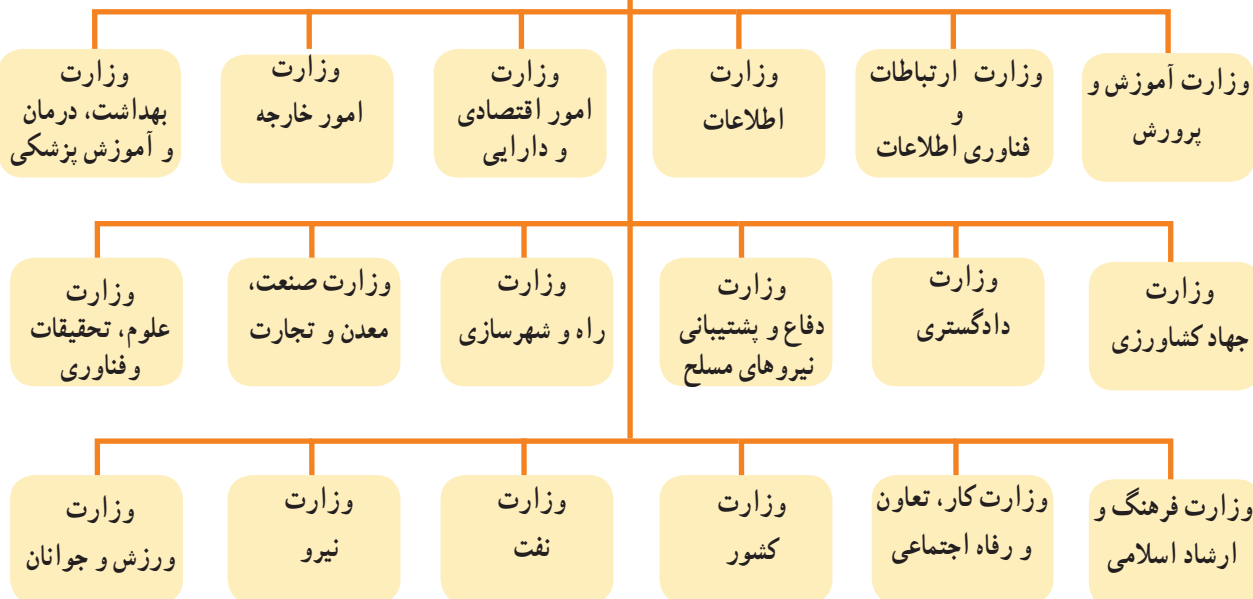 وزارت آموزش و
پرورش
وزارت ارتباطات
و
فناوری اطلاعات
وزارت
اطلاعات
وزارت
امور اقتصادی
و دارایی
وزارت
امور خارجه
وزارت
بهداشت، درمان
و آموزش پزشکی
وزارت
جهاد کشاورزی
وزارت
دادگستری
وزارت
دفاع و پشتیبانی
نیروهای مسلح
وزارت
راه و شهرسازی
وزارت صنعت،
معدن و تجارت
وزارت
علوم، تحقیقات
وفناوری
وزارت فرهنگ و
ارشاد اسلامی
وزارت کار، تعاون
و رفاه اجتماعی
وزارت
کشور
وزارت
نفت
وزارت
نیرو
وزارت
ورزش و جوانان